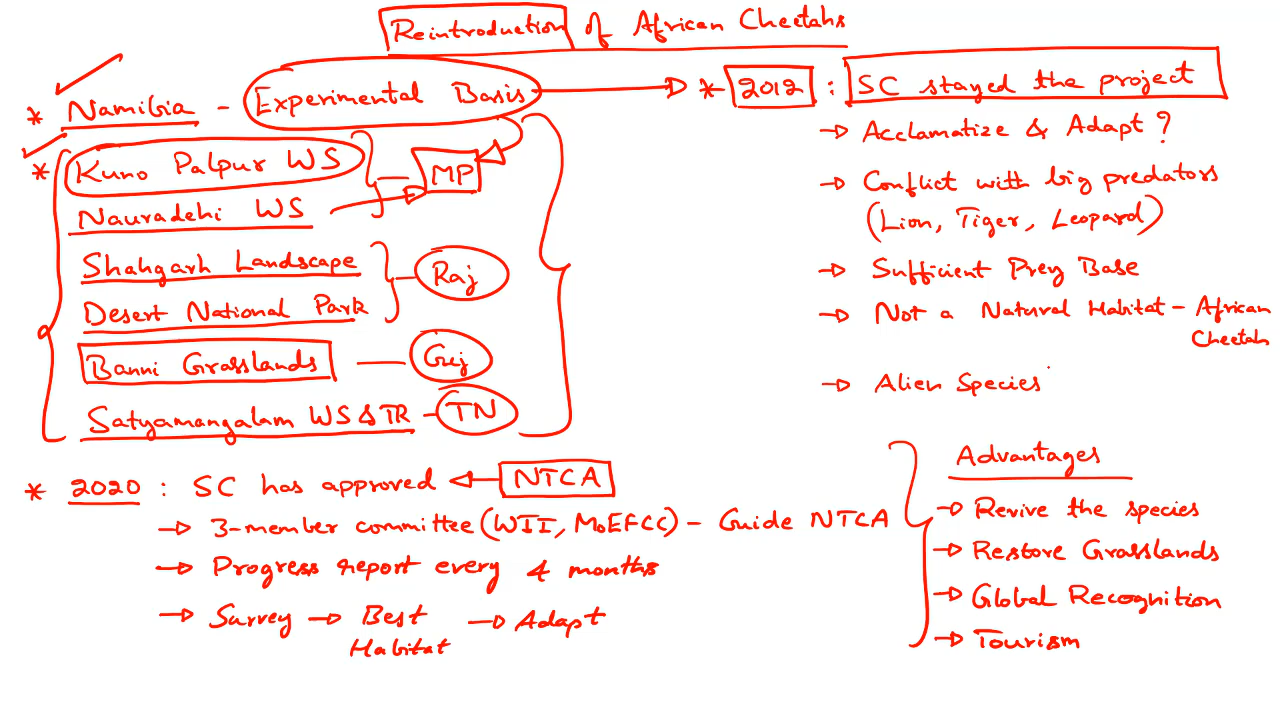 Reintroduction of African Cheetahs
* Namibia - Experimental Basis
* Kuno Palpur WS
Nauradehi WS
MP
Shahgarh Landscape
Desert National Park
Raj
Banni Grasslands - Guj
Satyamangalam WS & TR - TN
* 2012 : SC stayed the project
→ Acclamatize & Adapt ?
→ Conflict with big predators
(Lion, Tiger, Leopard)
→ Sufficient Prey Base
→ Not a Natural Habitat - African
Cheetah
→ Alien Species
* 2020 : SC has approved ← NTCA
→ 3-member committee (WII, MoEFCC) - Guide NTCA
→ Progress report every 4 months
→ Survey → Best → Adapt
Habitat
Advantages
→ Revive the species
→ Restore Grasslands
→ Global Recognition
→ Tourism